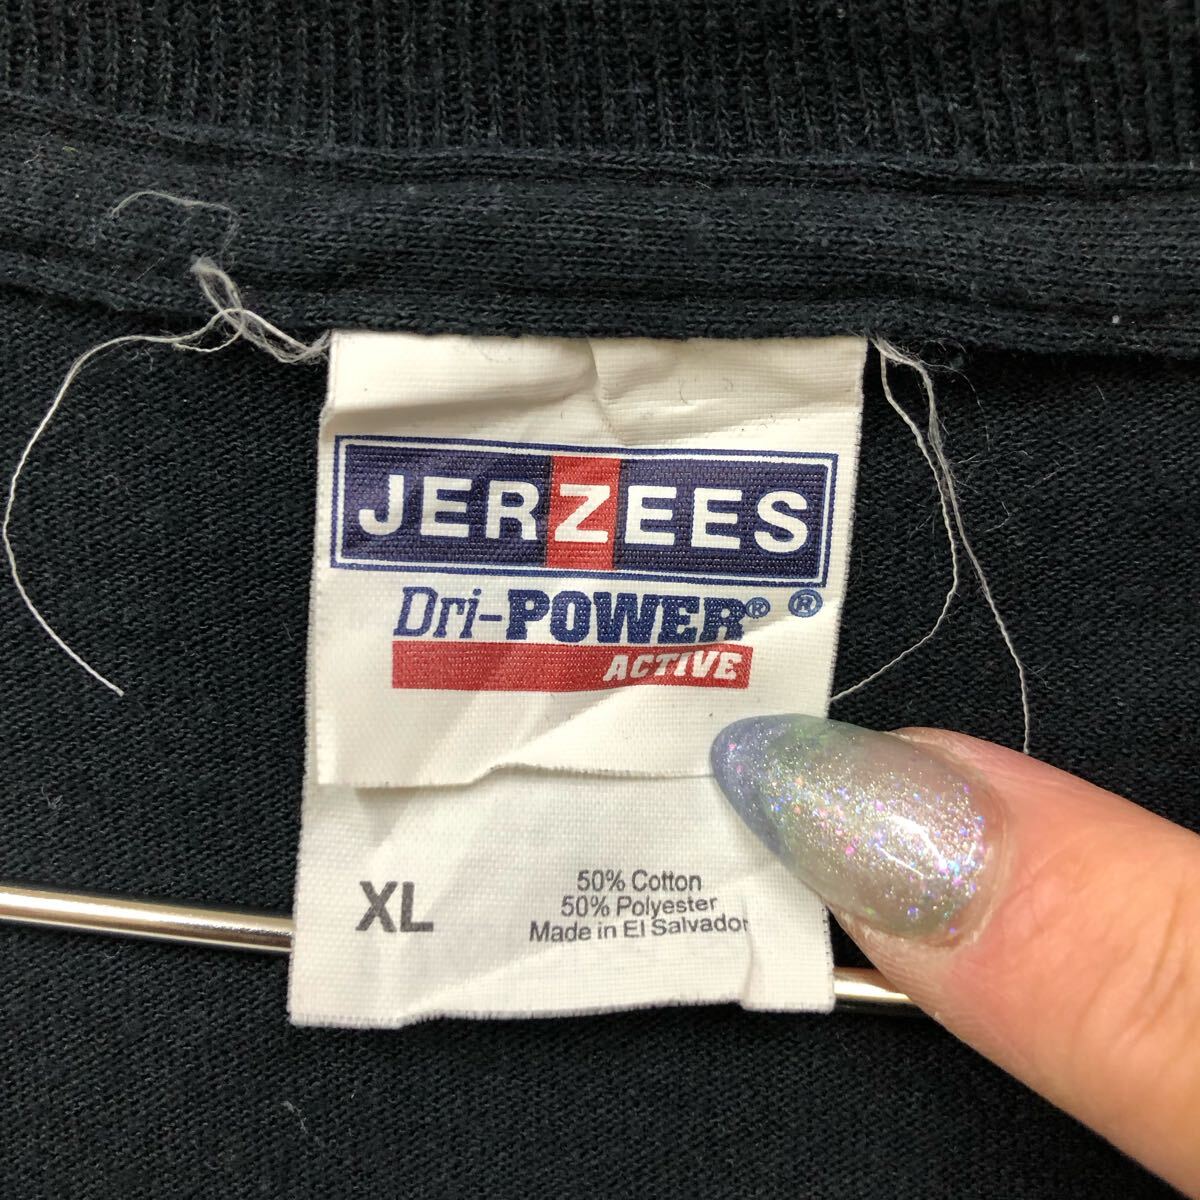 JERZEES
Dri-POWER® ®
ACTIVE
XL
50% Cotton
50% Polyester
Made in El Salvador